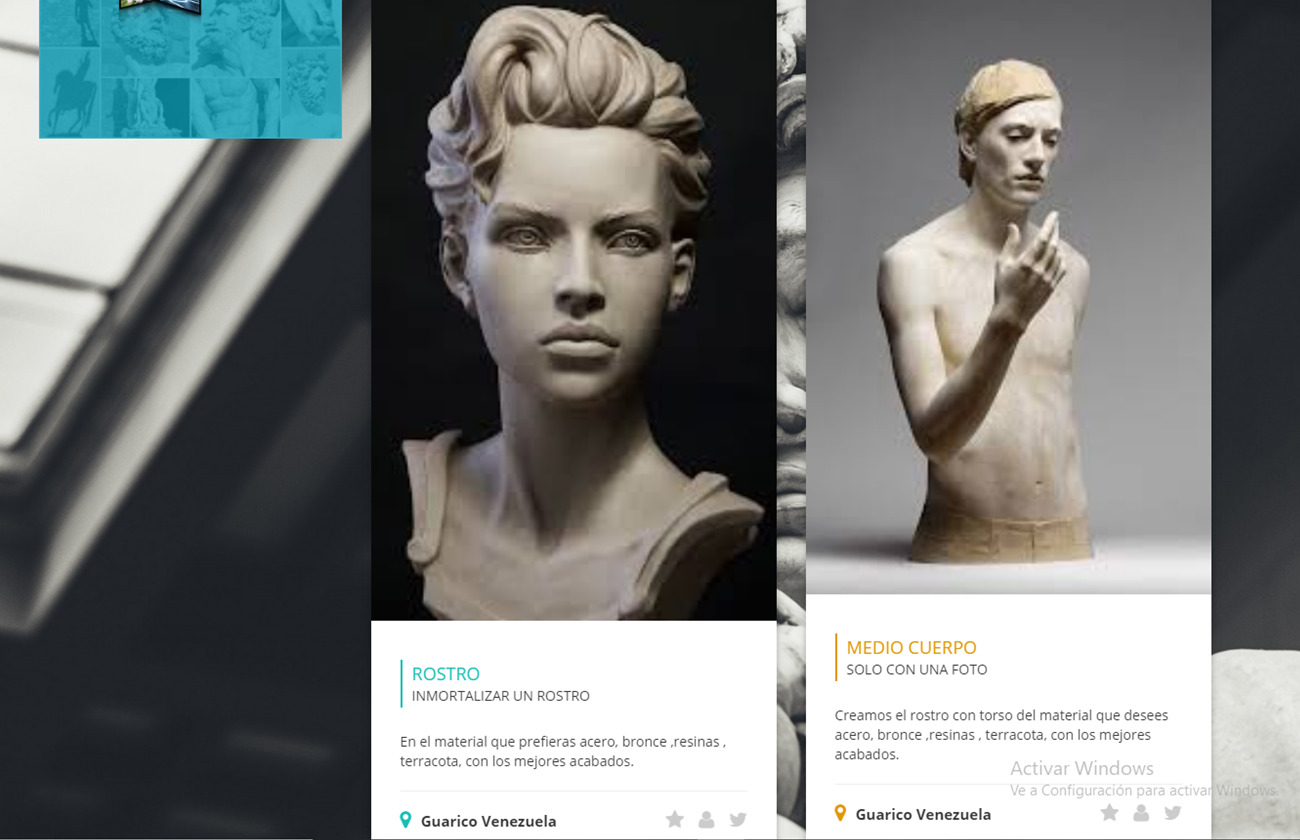 ROSTRO
INMORTALIZAR UN ROSTRO
En el material que prefieras acero, bronce ,resinas ,
terracota, con los mejores acabados.
Guarico Venezuela
MEDIO CUERPO
SOLO CON UNA FOTO
Creamos el rostro con torso del material que desees
acero, bronce ,resinas , terracota, con los mejores
acabados.
Guarico Venezuela
Activar Windows
Ve a Configuración para activar Windows.